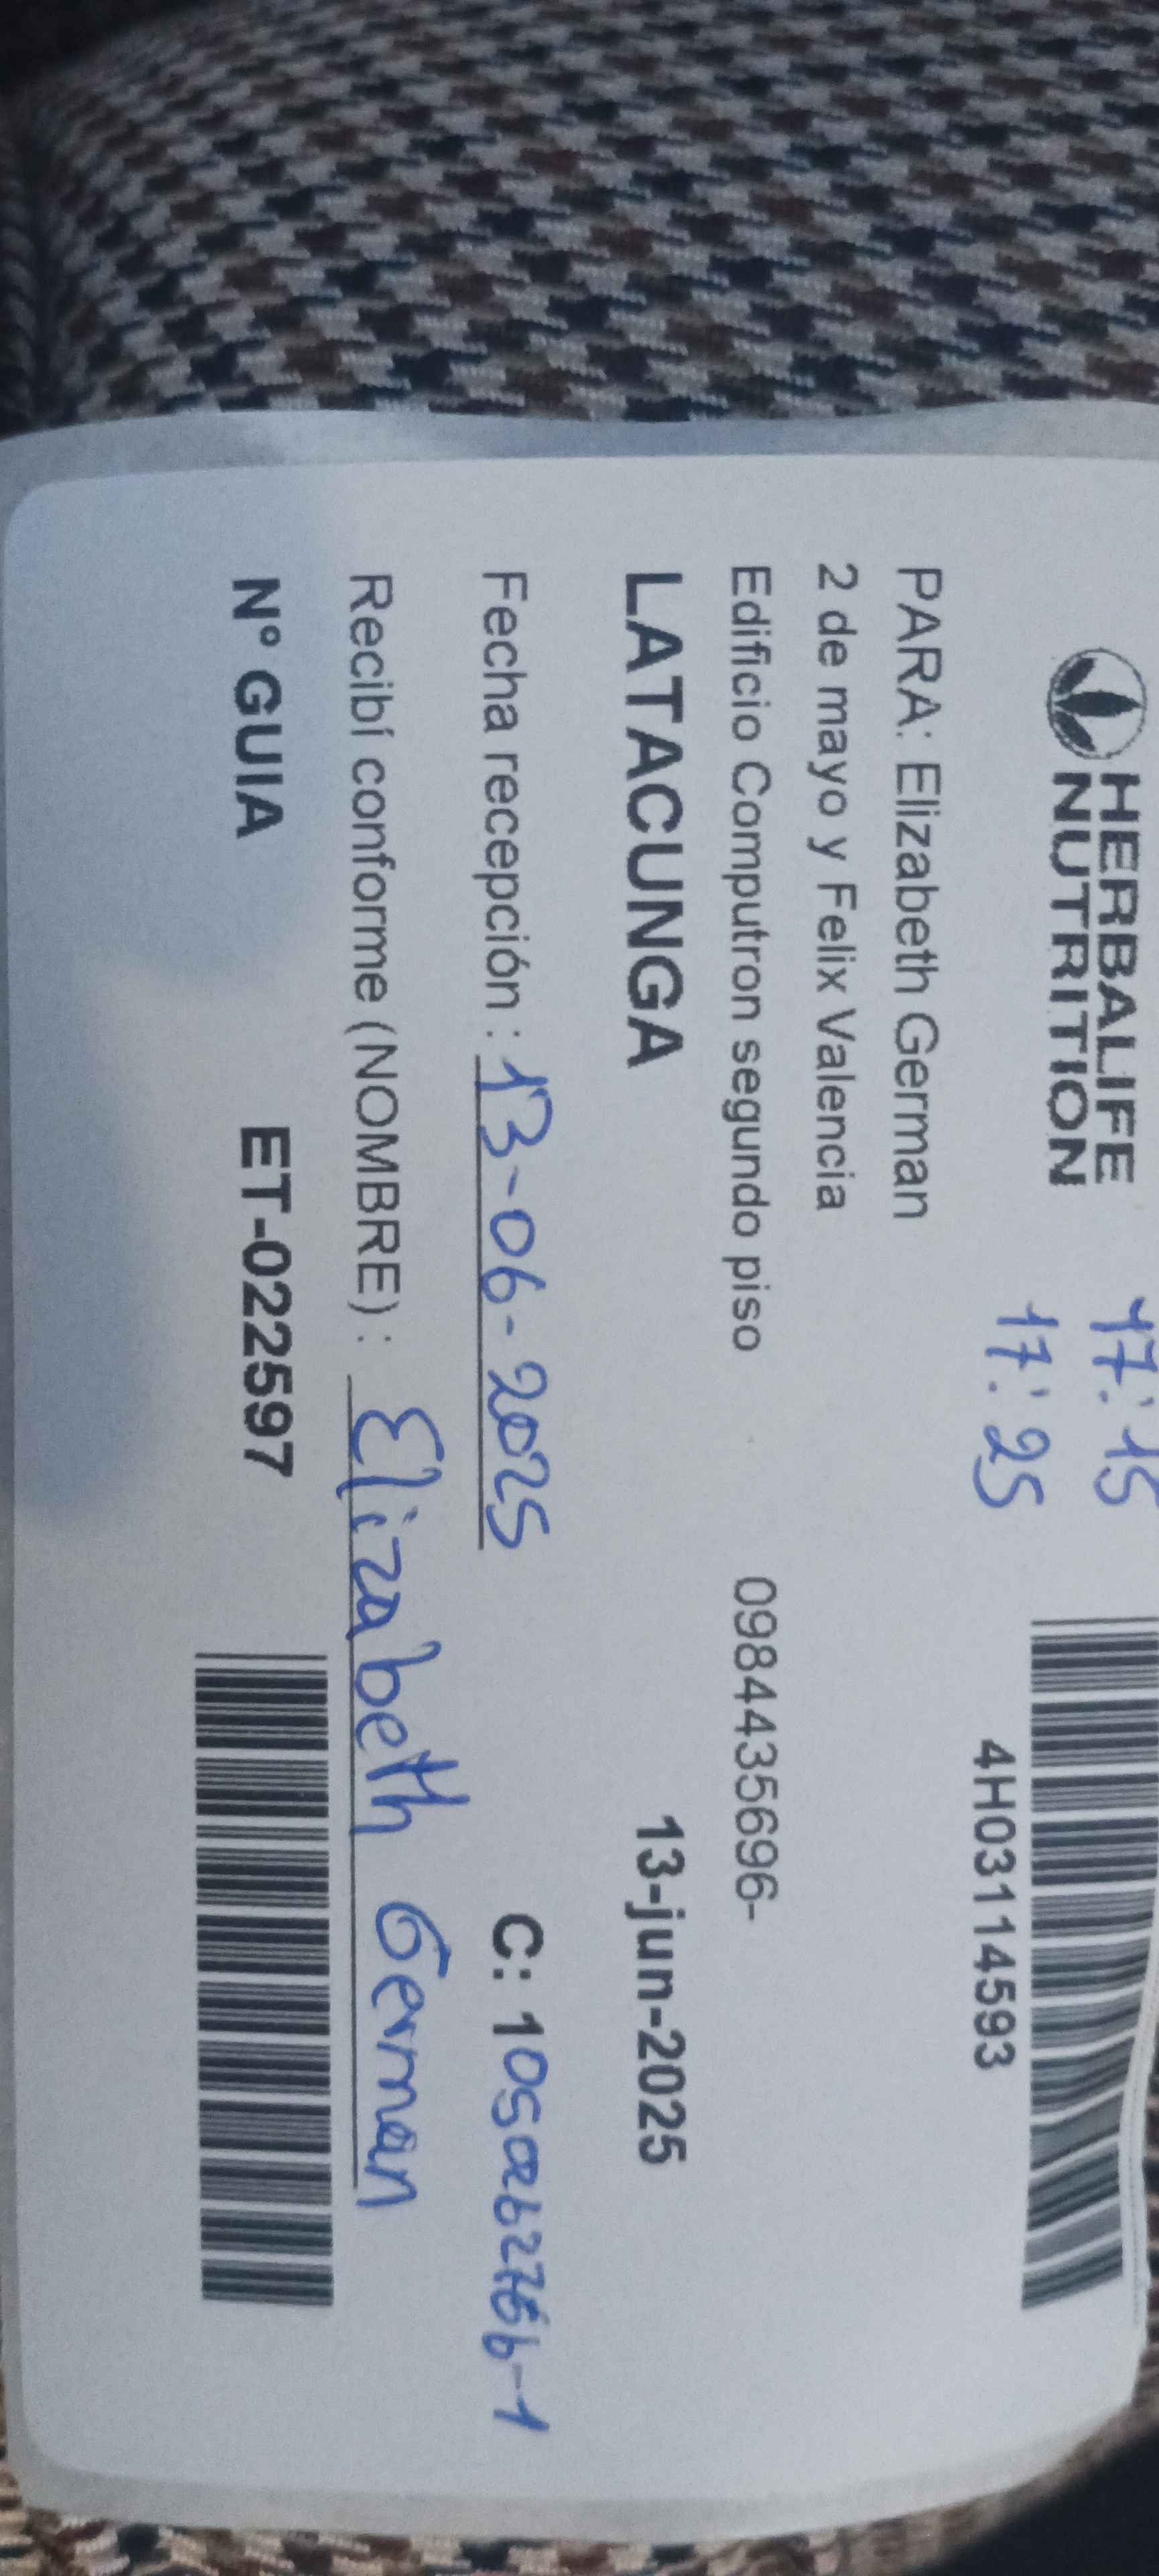 HERBALIFE
NUTRITION
17:15
17:25
4H03114593
PARA: Elizabeth German
2 de mayo y Felix Valencia
Edificio Computron segundo piso 0984435696-
LATACUNGA 13-jun-2025
Fecha recepción : 13-06-2025 C:
Recibí conforme (NOMBRE) : Elizabeth German
N° GUIA ET-022597